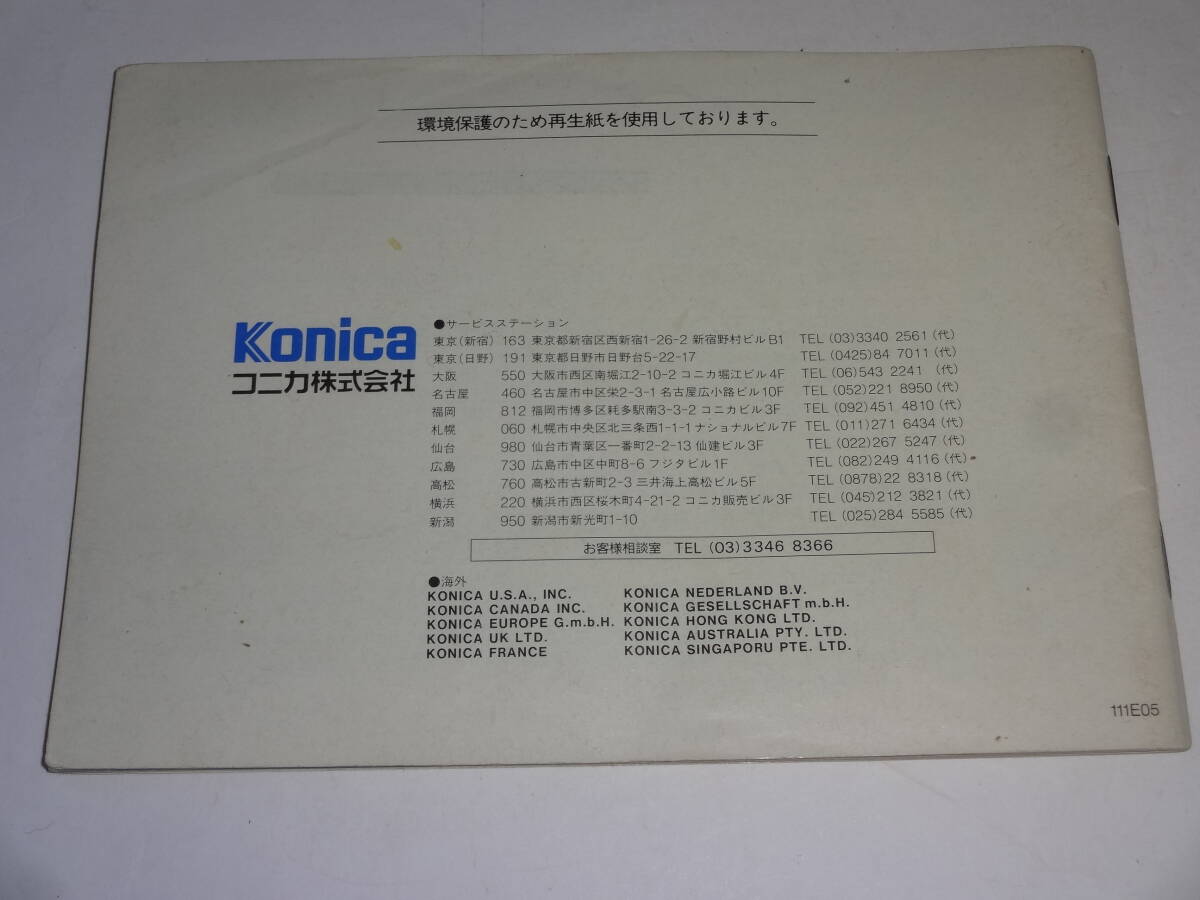 環境保護のため再生紙を使用しております。
Konica
コニカ株式会社
●サービスステーション
東京(新宿) 163 東京都新宿区西新宿1-26-2 新宿野村ビルB1 TEL (03)3340 2561(代)
東京(日野) 191 東京都日野市日野台5-22-17 TEL (0425)84 7011(代)
大阪 550 大阪市西区南堀江2-10-2 コニカ堀江ビル4F TEL (06)543 2241 (代)
名古屋 460 名古屋市中区栄2-3-1 名古屋広小路ビル10F TEL (052)221 8950(代)
福岡 812 福岡市博多区耗多駅南3-3-2 コニカビル3F TEL (092)451 4810(代)
札幌 060 札幌市中央区北三条西1-1-1 ナショナルビル7F TEL (011)271 6434(代)
仙台 980 仙台市青葉区一番町2-2-13 仙建ビル3F TEL (022)267 5247(代)
広島 730 広島市中区中町8-6 フジタビル1F TEL (082)249 4116(代)
高松 760 高松市古新町2-3 三井海上高松ビル5F TEL (0878)22 8318(代)
横浜 220 横浜市西区桜木町4-21-2 コニカ販売ビル3F TEL (045)212 3821(代)
新潟 950 新潟市新光町1-10 TEL (025)284 5585(代)
お客様相談室 TEL (03)3346 8366
●海外
KONICA U.S.A., INC.
KONICA CANADA INC.
KONICA EUROPE G.m.b.H.
KONICA UK LTD.
KONICA FRANCE
KONICA NEDERLAND B.V.
KONICA GESELLSCHAFT m.b.H.
KONICA HONG KONG LTD.
KONICA AUSTRALIA PTY. LTD.
KONICA SINGAPORU PTE. LTD.
111E05